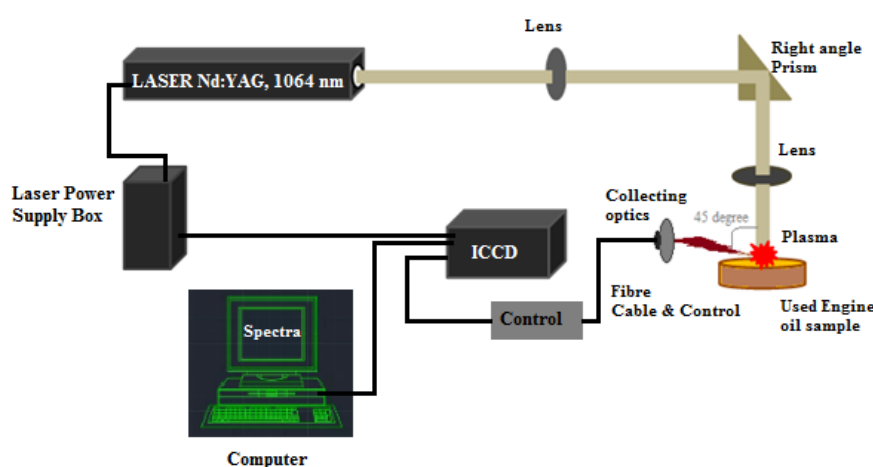 Lens
Right angle
Prism
LASER Nd:YAG, 1064 nm
Lens
Laser Power
Supply Box
Collecting
optics
45 degree
Plasma
ICCD
Fibre
Cable & Control
Used Engine
oil sample
Control
Spectra
Computer